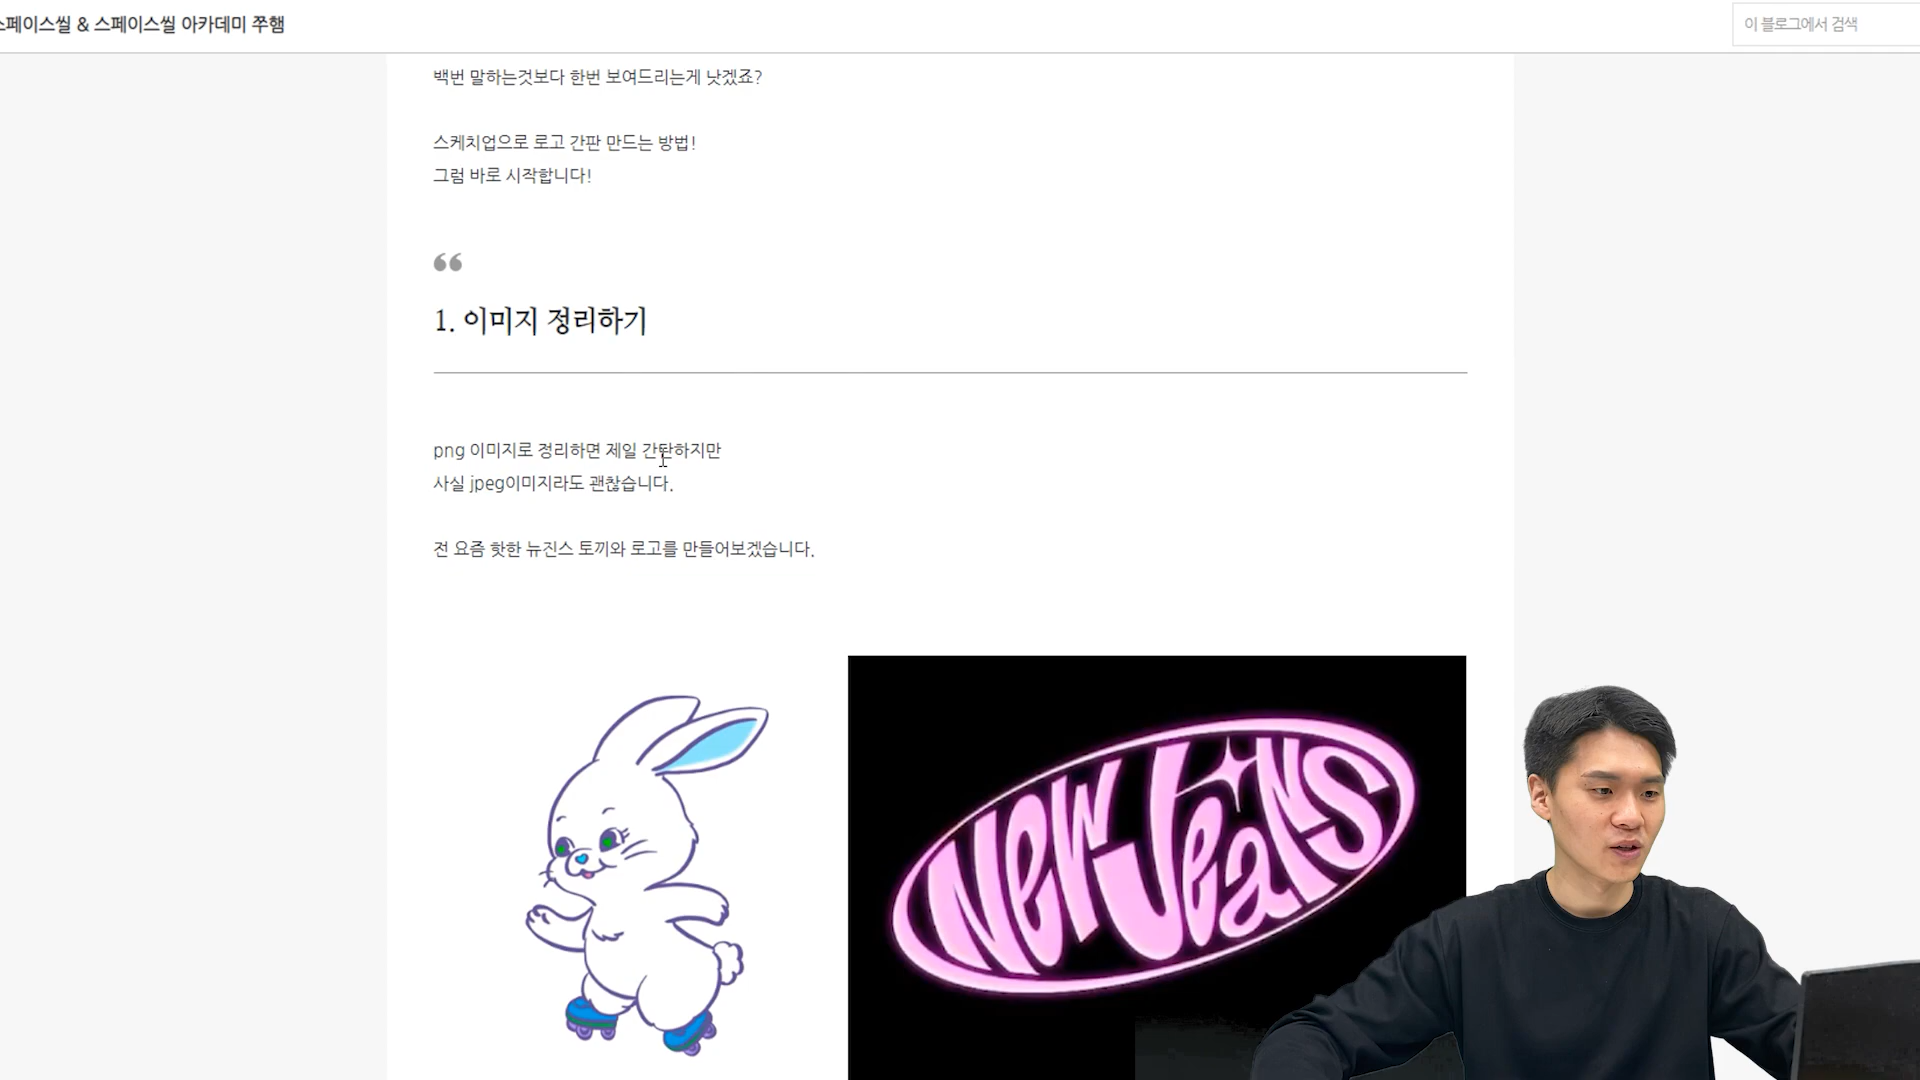 스페이스씰 & 스페이스씰 아카데미 쭈햄
이 블로그에서 검색
백번 말하는것보다 한번 보여드리는게 낫겠죠?
스케치업으로 로고 간판 만드는 방법!
그럼 바로 시작합니다!
1. 이미지 정리하기
png 이미지로 정리하면 제일 간탄하지만
사실 jpeg이미지라도 괜찮습니다.
전 요즘 핫한 뉴진스 토끼와 로고를 만들어보겠습니다.
NewJeans